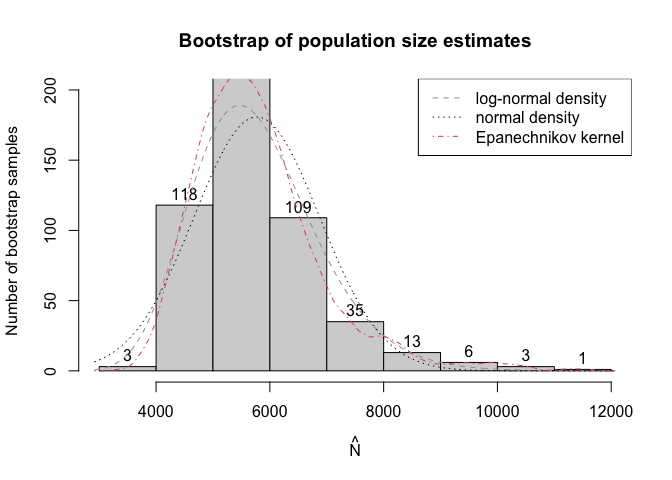 Bootstrap of population size estimates
log-normal density
normal density
Epanechnikov kernel
Number of bootstrap samples
200
150
100
50
0
3
118
109
35
13
6
3
1
4000 6000 8000 10000 12000
N̂